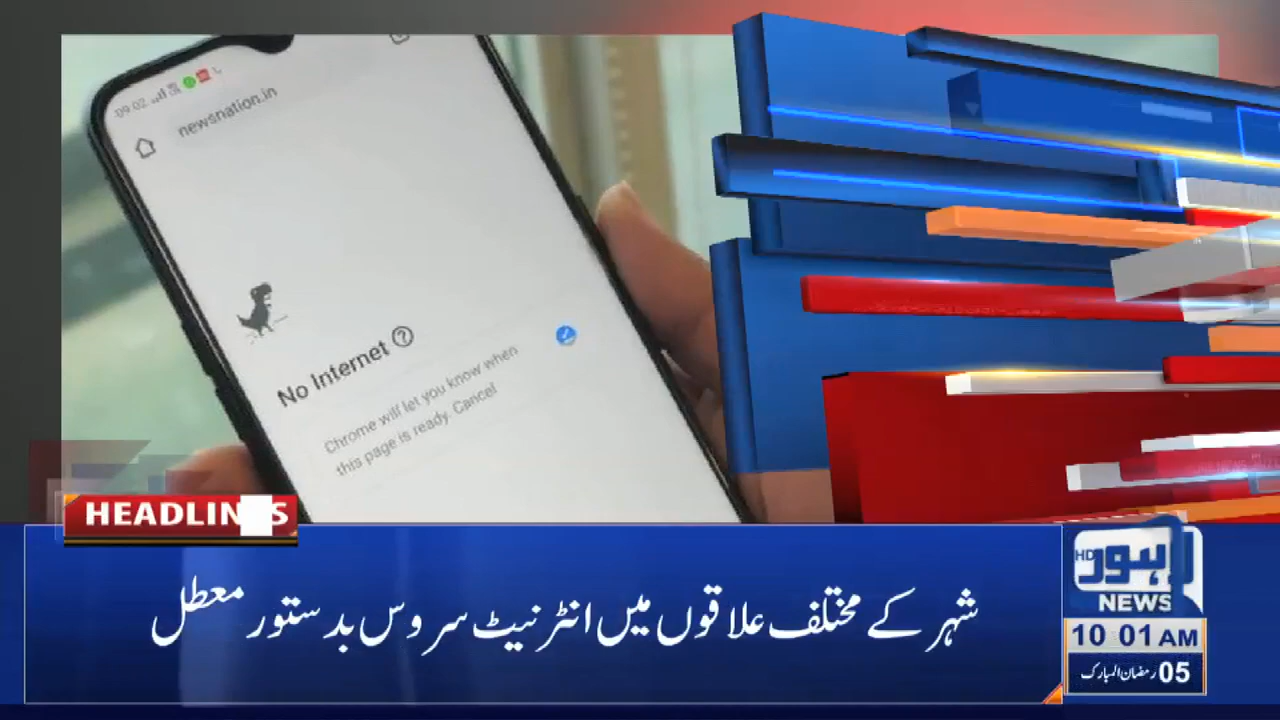 09:02
newsnation.in
No Internet ?
Chrome will let you know when
this page is ready. Cancel
HEADLINES
شہر کے مختلف علاقوں میں انٹرنیٹ سروس بدستور معطل
لاہور HD
NEWS
10 01 AM
05 رمضان المبارک